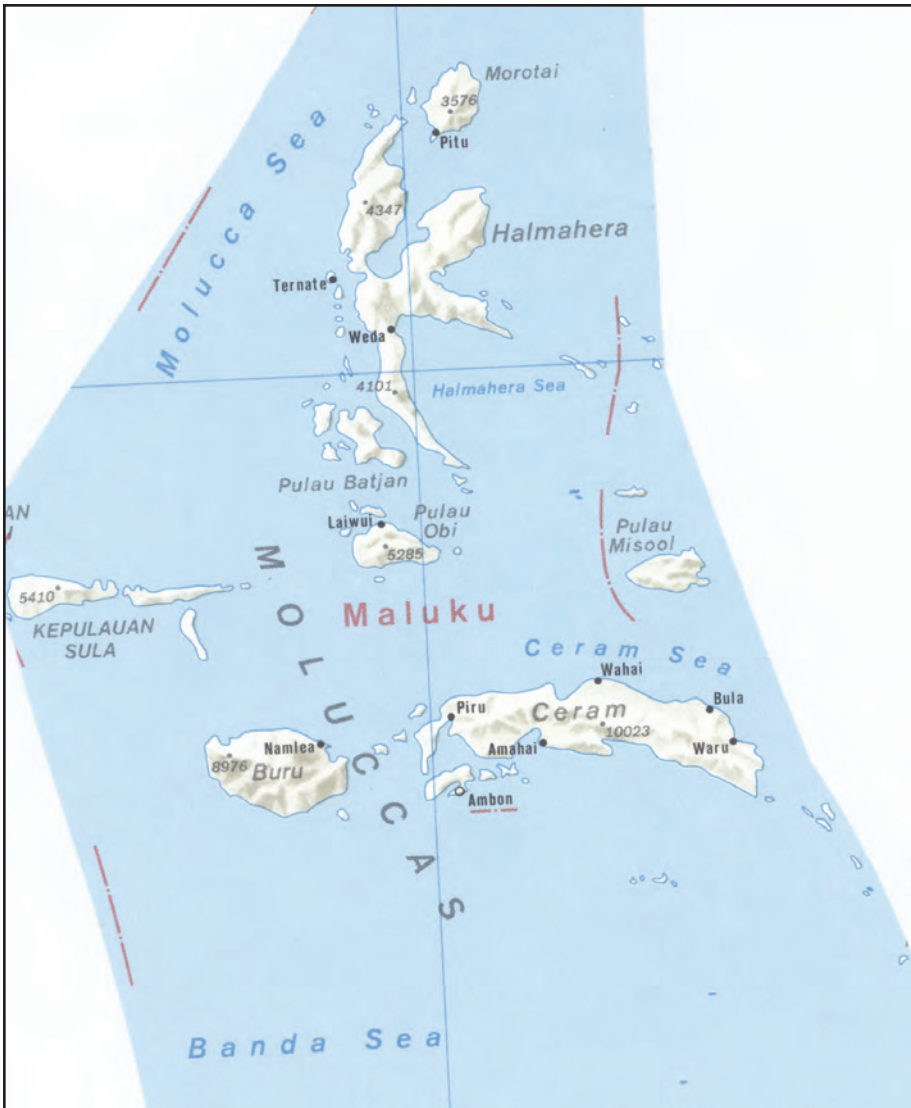 Morotai
3576
Pitu
Molucca Sea
4347
Halmahera
Ternate
Weda
4101
Halmahera Sea
Pulau Batjan
Laiwui
Pulau
Obi
5285
Pulau
Misool
AN
5410
KEPULAUAN
SULA
MOLUCCAS
Maluku
Ceram Sea
Wahai
Piru
Ceram
Bula
10023
Namlea
Amahai
Waru
8976
Buru
Ambon
Banda Sea